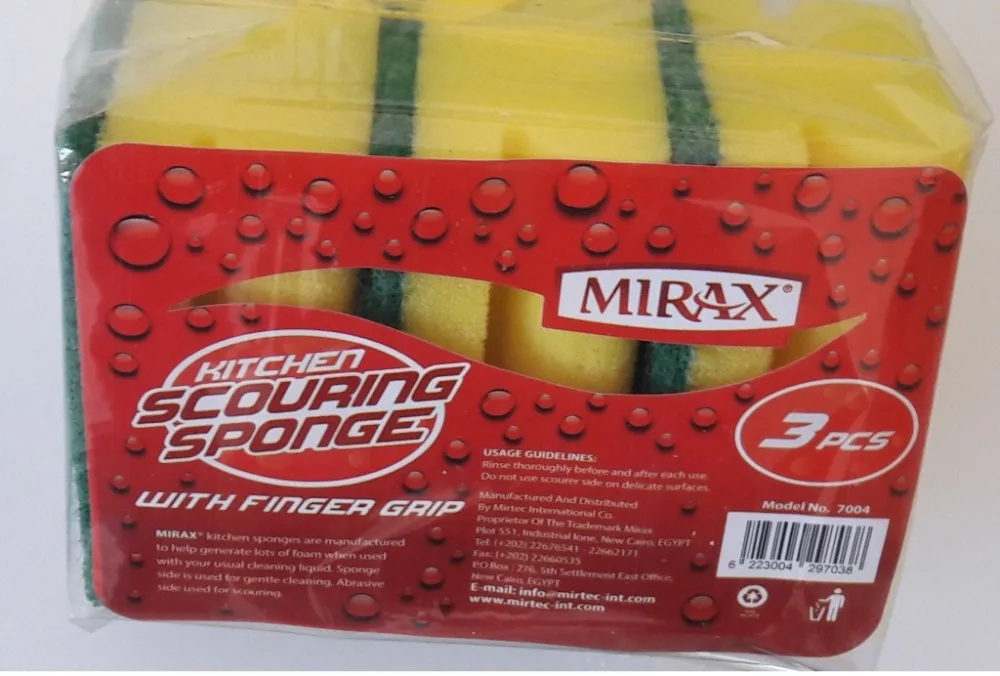 MIRAX®
KITCHEN
SCOURING
SPONGE
WITH FINGER GRIP
3 PCS
MIRAX® kitchen sponges are manufactured
to help generate lots of foam when used
with your usual cleaning liquid. Sponge
side is used for gentle cleaning. Abrasive
side used for scouring.
USAGE GUIDELINES:
Rinse thoroughly before and after each use.
Do not use scourer side on delicate surfaces.
Manufactured And Distributed
By Mirtec International Co.
Proprietor Of The Trademark Mirax
Plot 551, Industrial Ione, New Cairo, EGYPT
Tel: (+202) 22676541 - 22662171
Fax: (+202) 22660535
P.O.Box : 276, 5th Settlement East Office,
New Cairo, EGYPT
E-mail: info@mirtec-int.com
www.mirtec-int.com
Model No. 7004
6 223004 297038